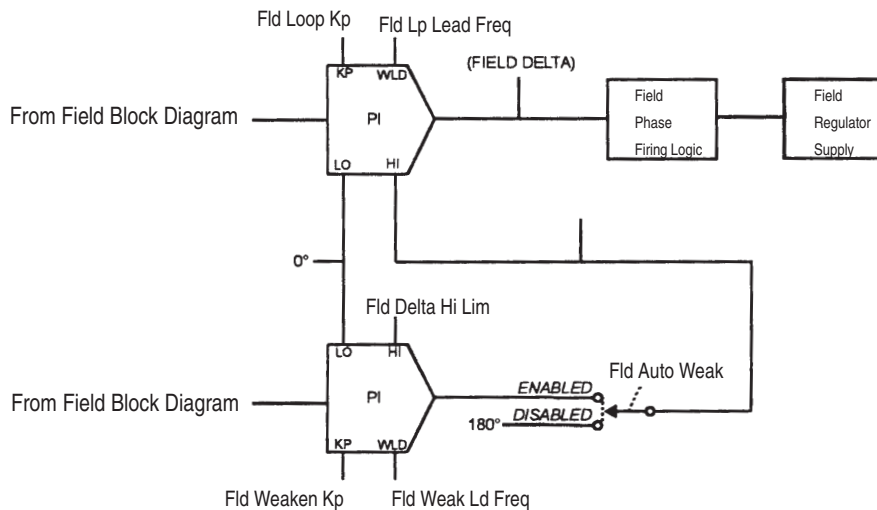 Fld Loop Kp
Fld Lp Lead Freq
KP
WLD
(FIELD DELTA)
Field
Phase
Firing Logic
Field
Regulator
Supply
From Field Block Diagram
PI
LO
HI
0°
Fld Delta Hi Lim
LO
HI
Fld Auto Weak
From Field Block Diagram
PI
ENABLED
DISABLED
180°
KP
WLD
Fld Weaken Kp
Fld Weak Ld Freq